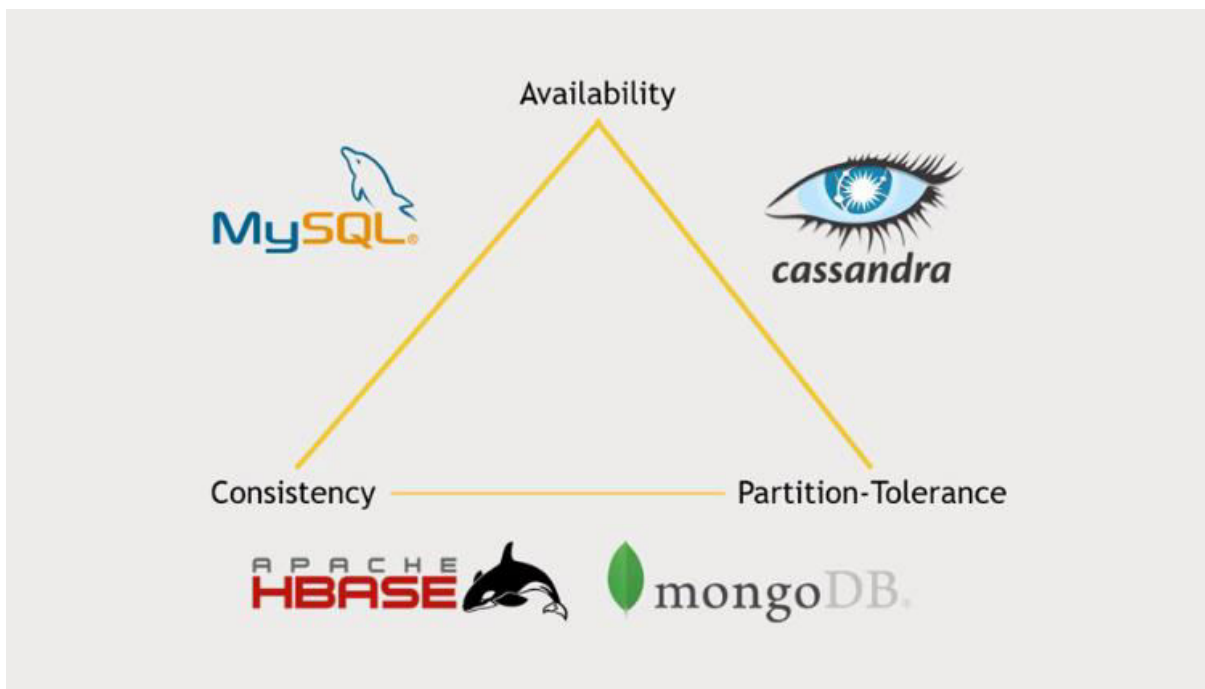 Availability
MySQL®
cassandra
Consistency
Partition-Tolerance
APACHE
HBASE
mongoDB®